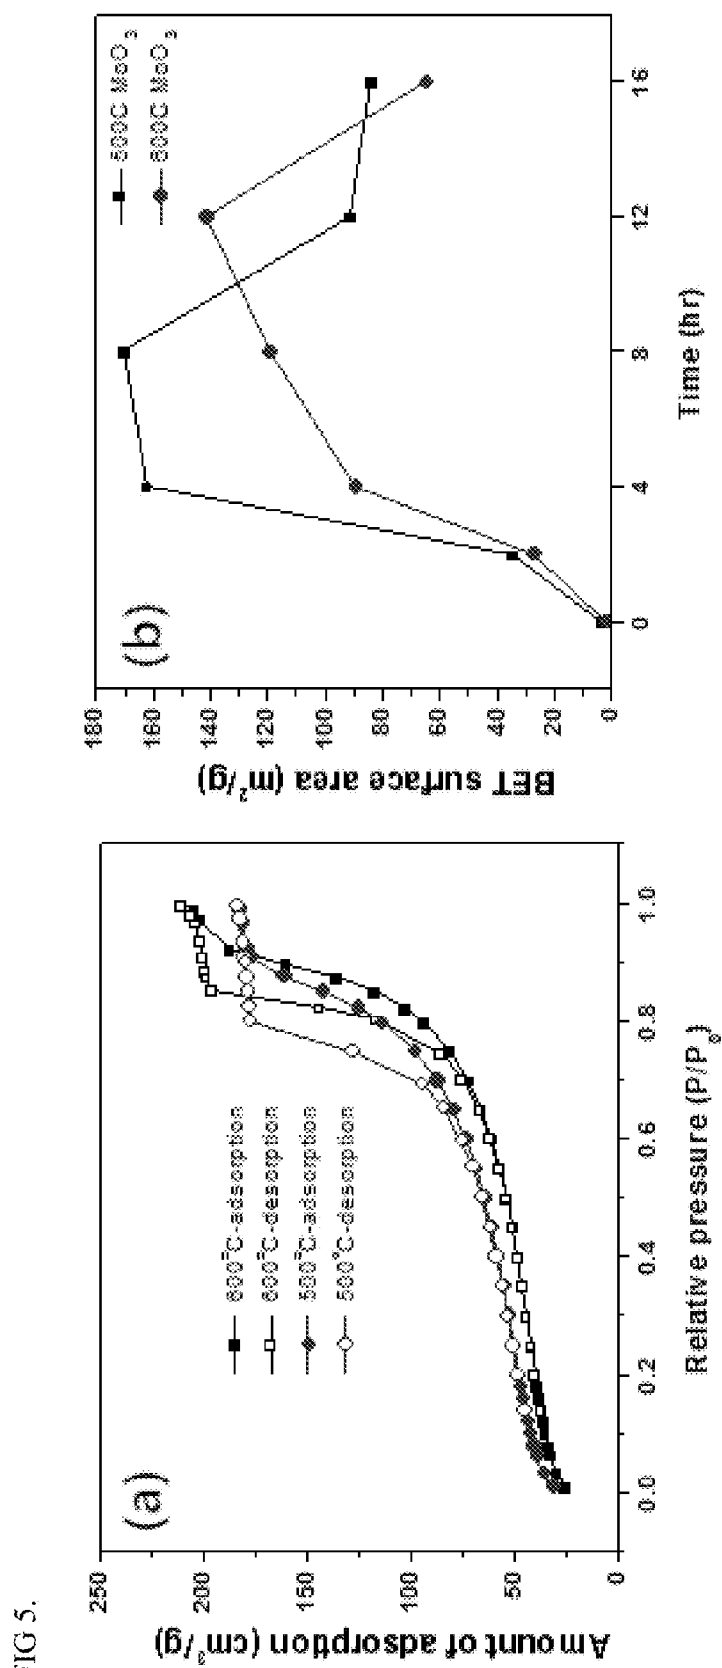 FIG 5.
(a)
250
200
150
100
50
0
Amount of adsorption (cm³/g)
600°C-adsorption
600°C-desorption
500°C-adsorption
500°C-desorption
0.0
0.2
0.4
0.6
0.8
1.0
Relative pressure (P/P₀)
(b)
180
160
140
120
100
80
60
40
20
0
BET surface area (m²/g)
MoO₃
MoO₃
0
4
8
12
16
Time (hr)